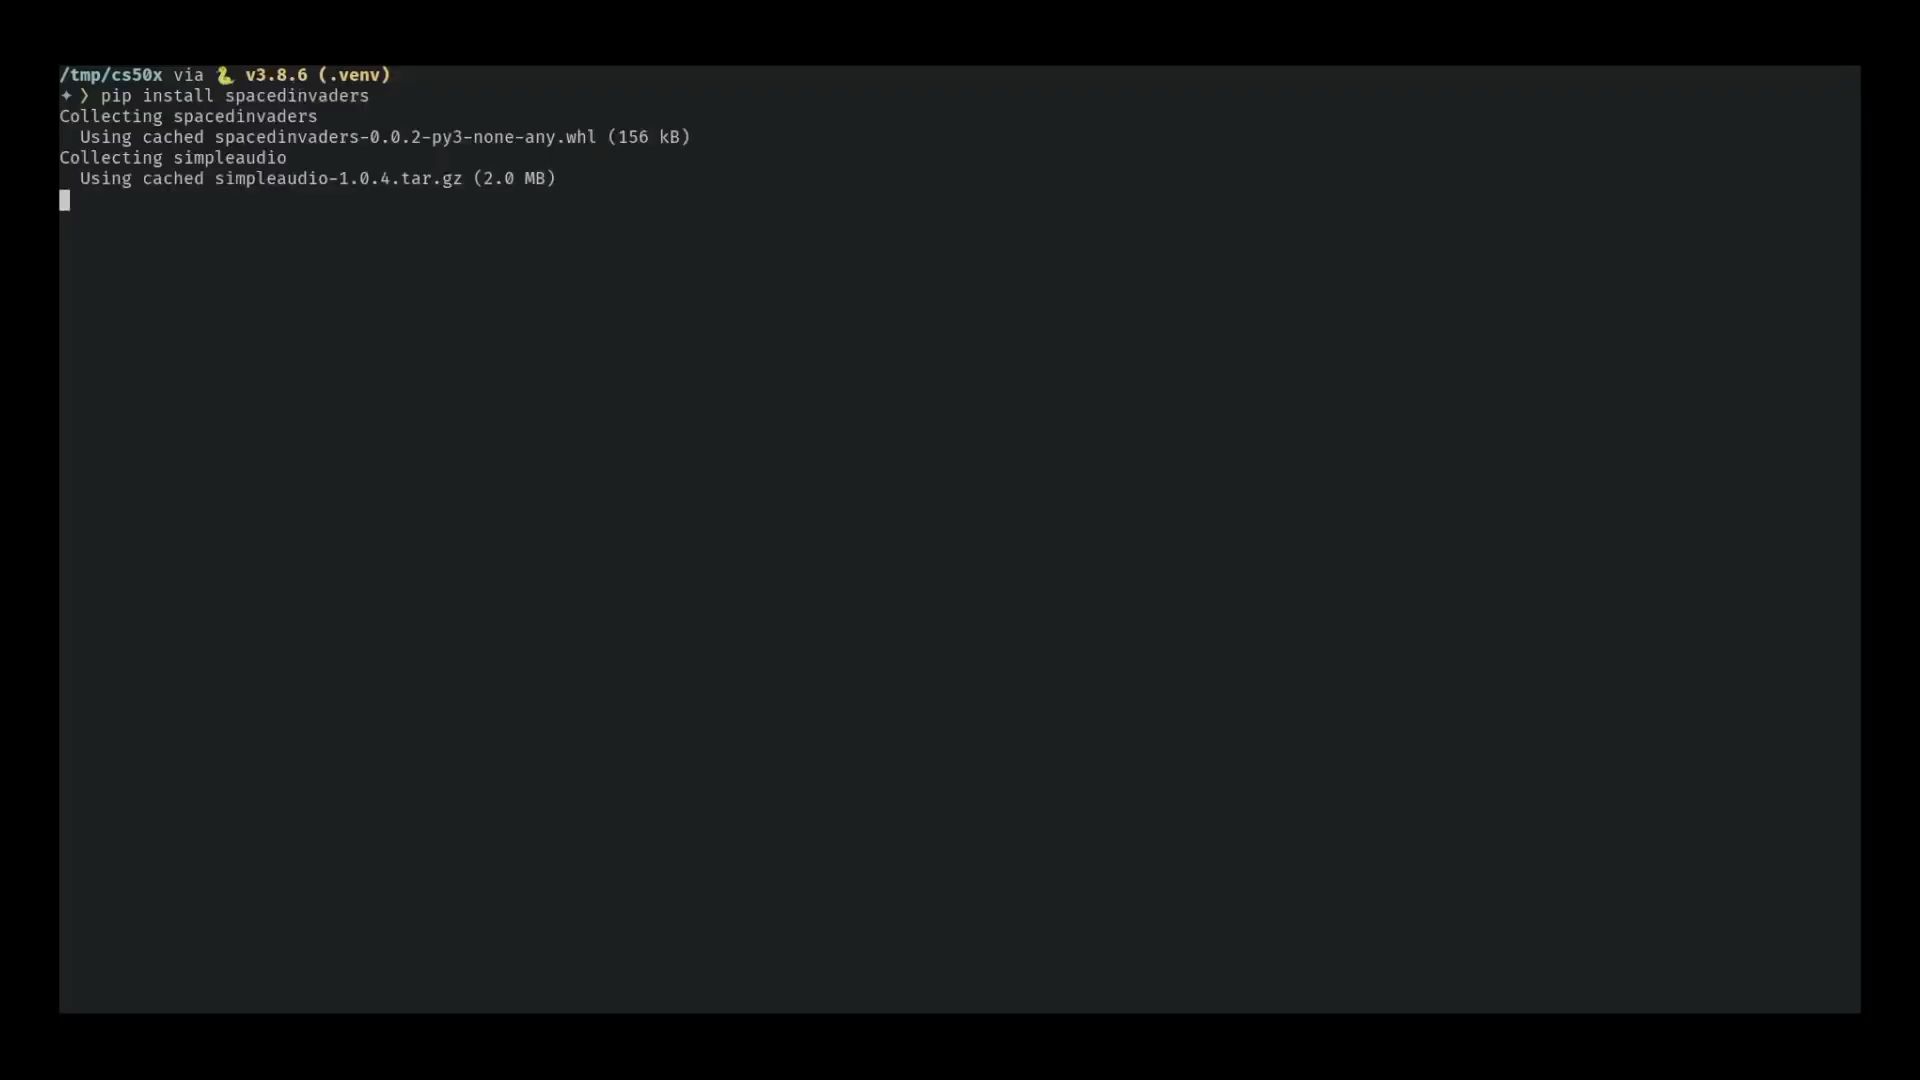 /tmp/cs50x via 🐍 v3.8.6 (.venv)
✦ ❯ pip install spacedinvaders
Collecting spacedinvaders
  Using cached spacedinvaders-0.0.2-py3-none-any.whl (156 kB)
Collecting simpleaudio
  Using cached simpleaudio-1.0.4.tar.gz (2.0 MB)